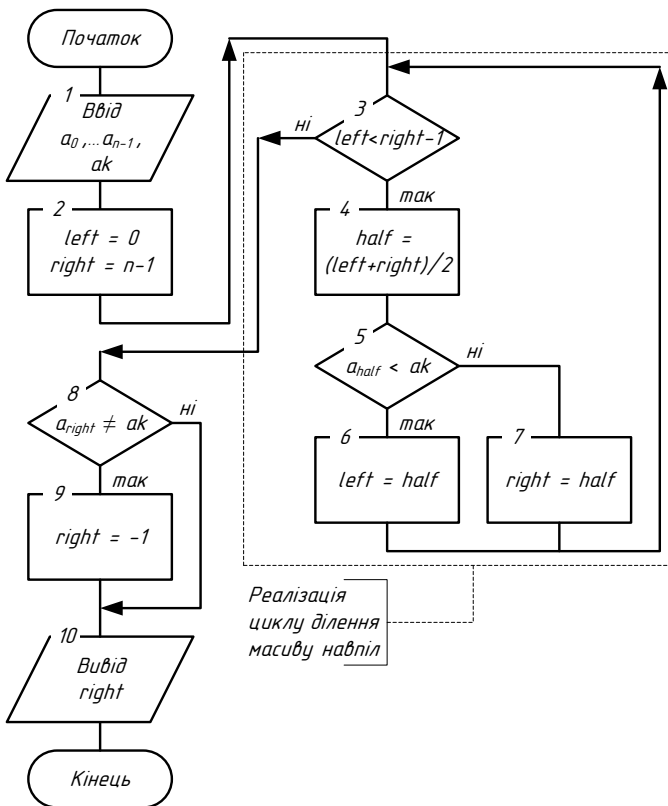 Початок
1
Ввід
a₀,...aₙ₋₁,
ak
2
left = 0
right = n-1
3
left<right-1
ні
так
4
half =
(left+right)/2
5
a_half < ak
ні
так
6
left = half
7
right = half
8
a_right ≠ ak
ні
так
9
right = -1
10
Вивід
right
Кінець
Реалізація
циклу ділення
масиву навпіл